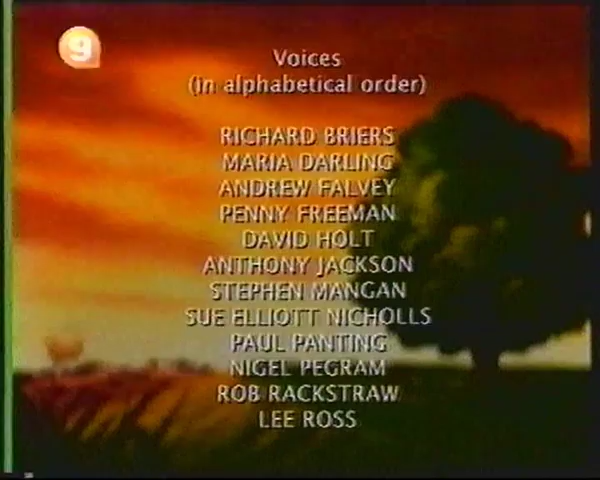 9
Voices
(in alphabetical order)
RICHARD BRIERS
MARIA DARLING
ANDREW FALVEY
PENNY FREEMAN
DAVID HOLT
ANTHONY JACKSON
STEPHEN MANGAN
SUE ELLIOTT NICHOLLS
PAUL PANTING
NIGEL PEGRAM
ROB RACKSTRAW
LEE ROSS